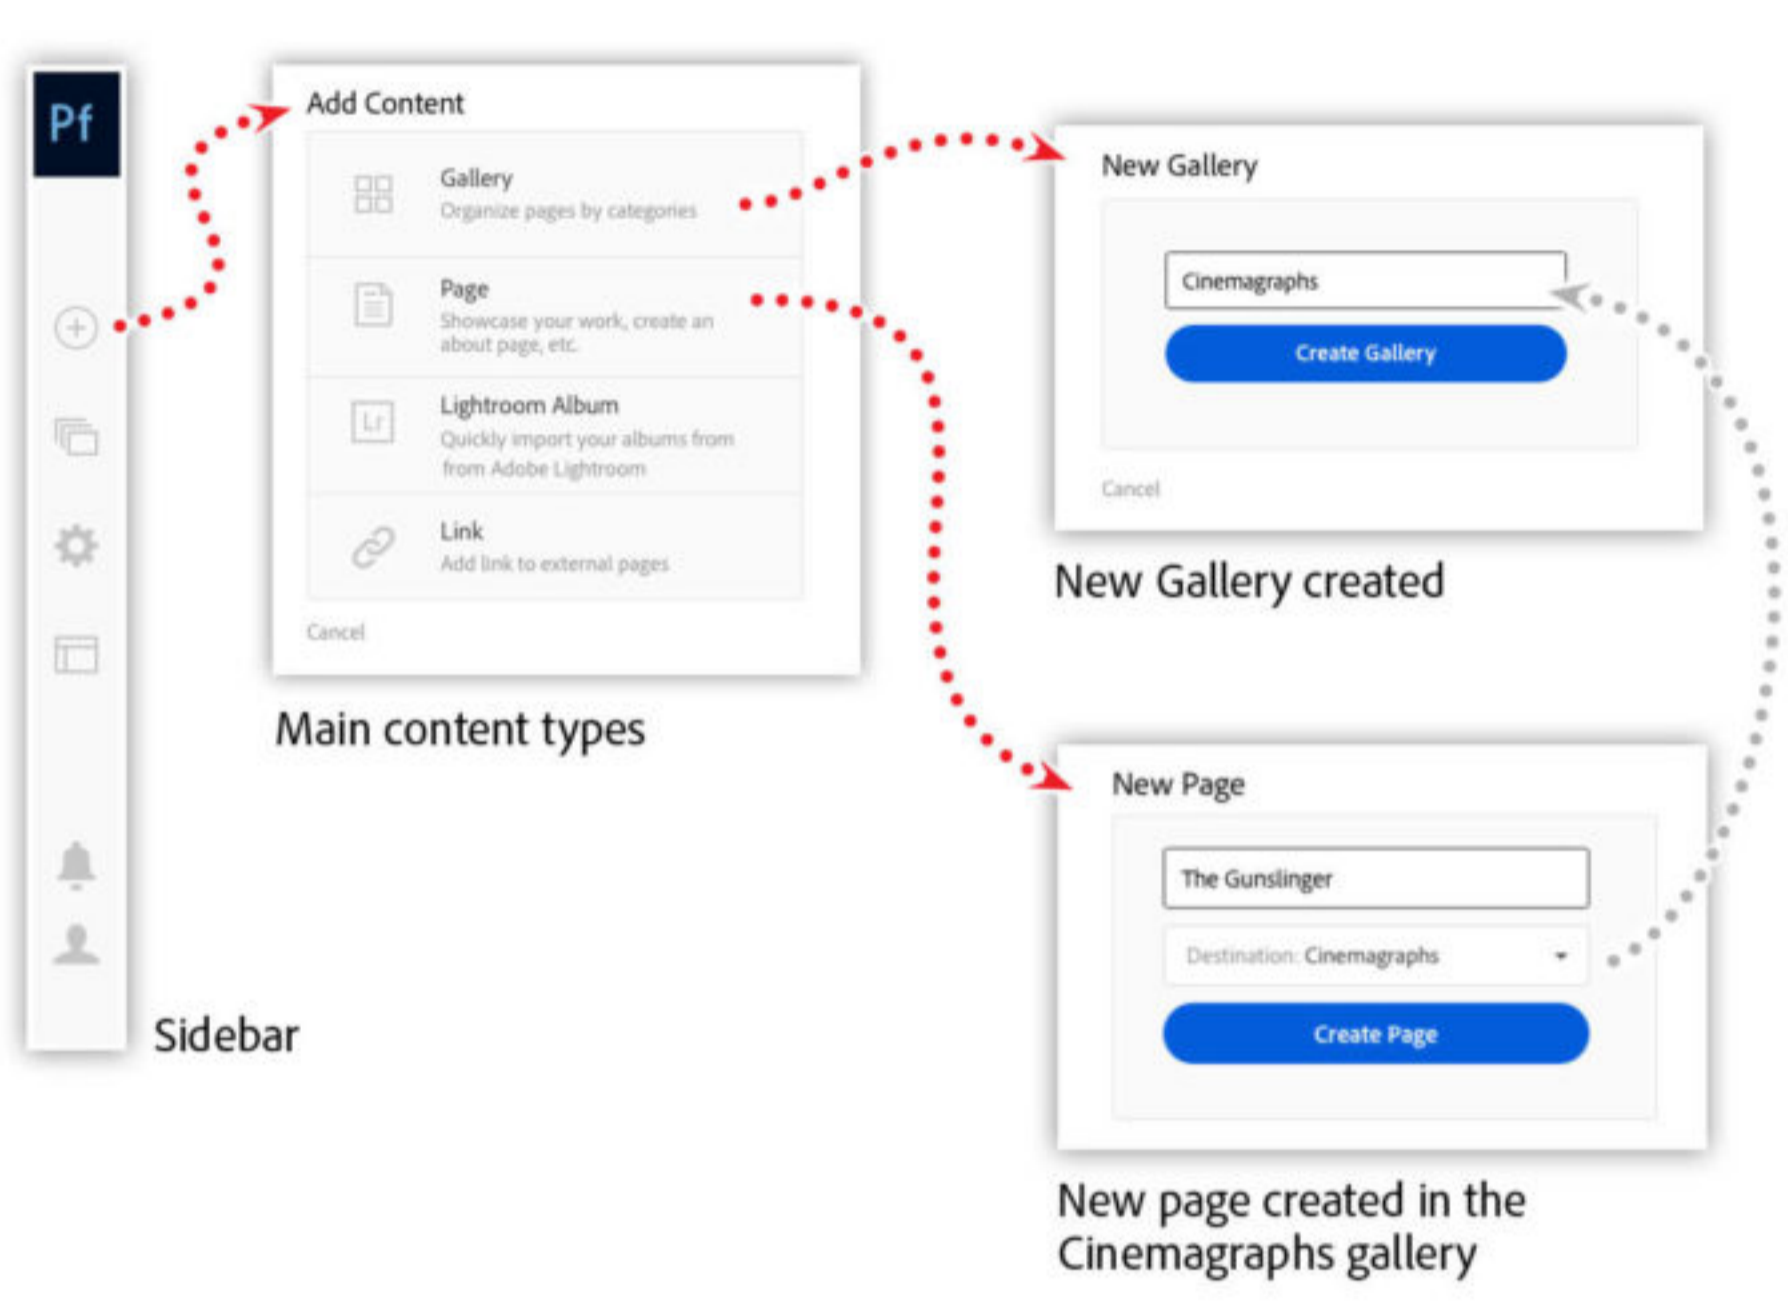 Pf
Add Content
Gallery
Organize pages by categories
Page
Showcase your work, create an
about page, etc.
Lr
Lightroom Album
Quickly import your albums from
from Adobe Lightroom
Link
Add link to external pages
Cancel
Main content types
Sidebar
New Gallery
Cinemagraphs
Create Gallery
Cancel
New Gallery created
New Page
The Gunslinger
Destination: Cinemagraphs
Create Page
New page created in the
Cinemagraphs gallery